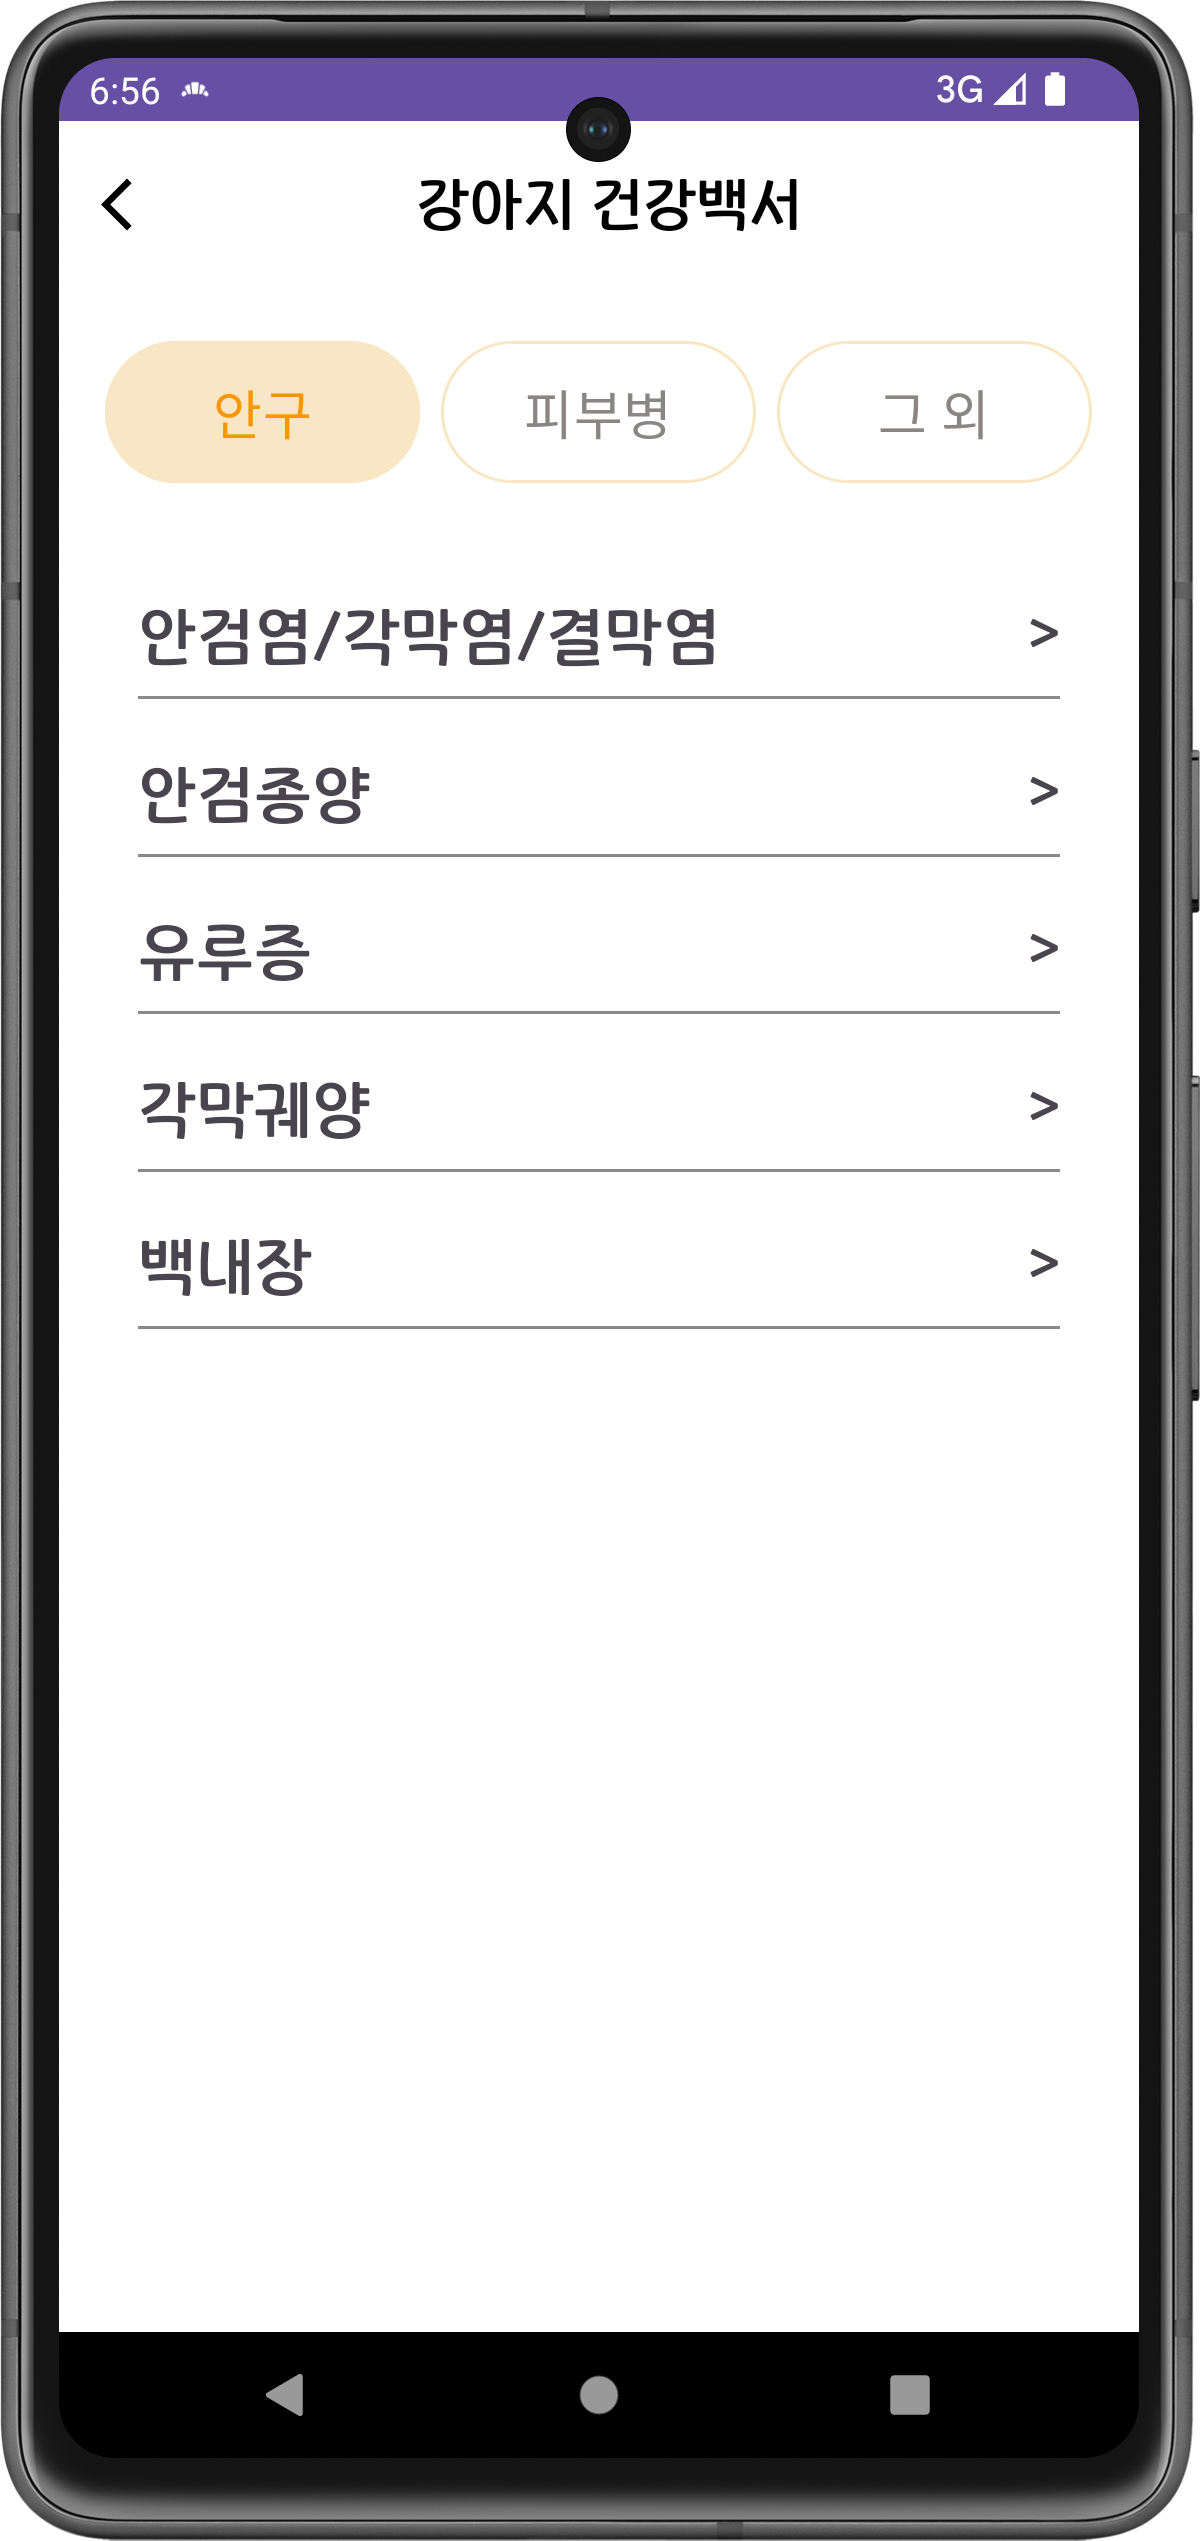 6:56 3G
강아지 건강백서
안구 피부병 그 외
안검염/각막염/결막염 >
안검종양 >
유루증 >
각막궤양 >
백내장 >